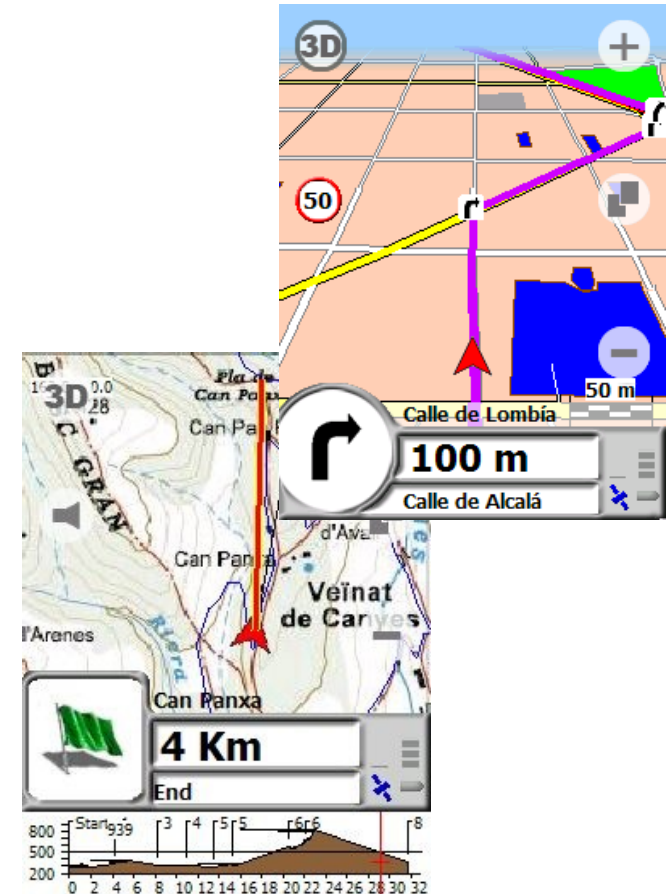 3D
50
50 m
Calle de Lombía
100 m
Calle de Alcalá
3D
Pla de
Can Panx
GRAN
Can Pa
d'Ava
Can Panxa
Veïnat
de Canyes
d'Arenes
Riera
Can Panxa
4 Km
End
Start 939 3 4 5 5 6 6 8
800
500
200
0 2 4 6 8 10 12 14 16 18 20 22 24 26 28 30 32